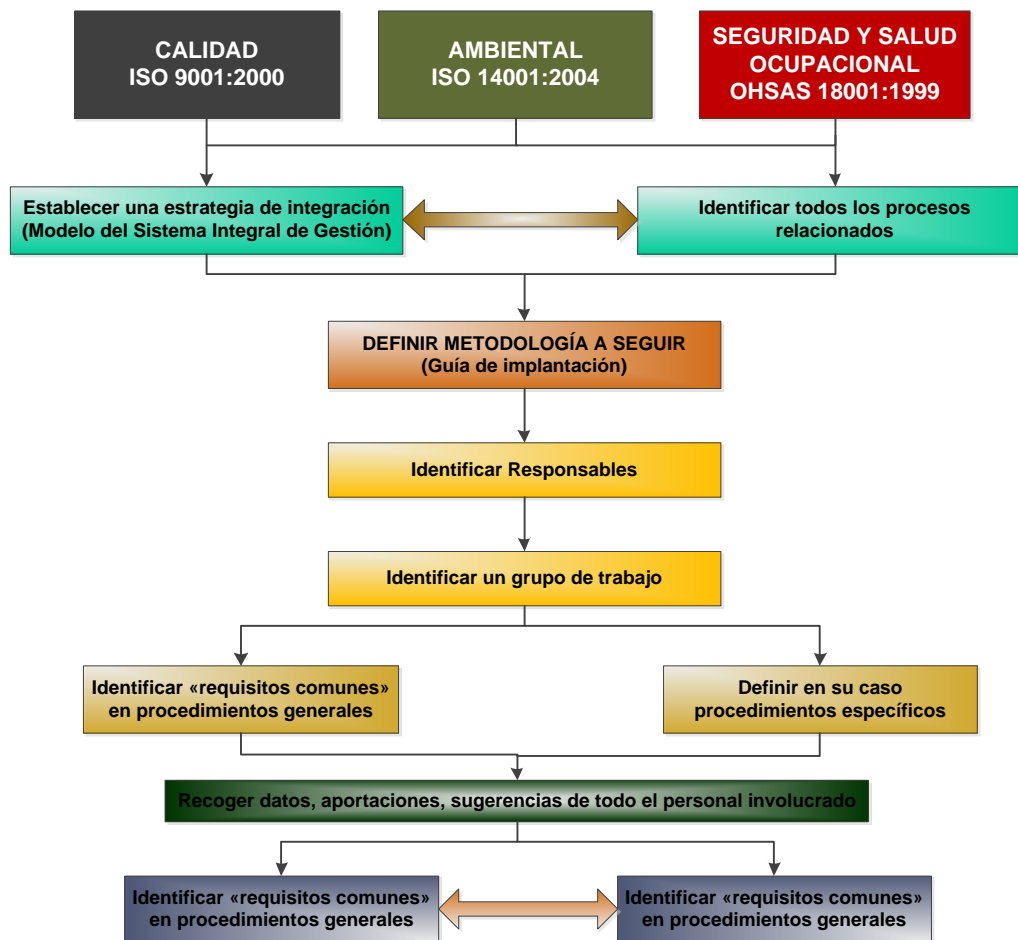 CALIDAD
ISO 9001:2000
AMBIENTAL
ISO 14001:2004
SEGURIDAD Y SALUD
OCUPACIONAL
OHSAS 18001:1999
Establecer una estrategia de integración
(Modelo del Sistema Integral de Gestión)
Identificar todos los procesos
relacionados
DEFINIR METODOLOGÍA A SEGUIR
(Guía de implantación)
Identificar Responsables
Identificar un grupo de trabajo
Identificar «requisitos comunes»
en procedimientos generales
Definir en su caso
procedimientos específicos
Recoger datos, aportaciones, sugerencias de todo el personal involucrado
Identificar «requisitos comunes»
en procedimientos generales
Identificar «requisitos comunes»
en procedimientos generales